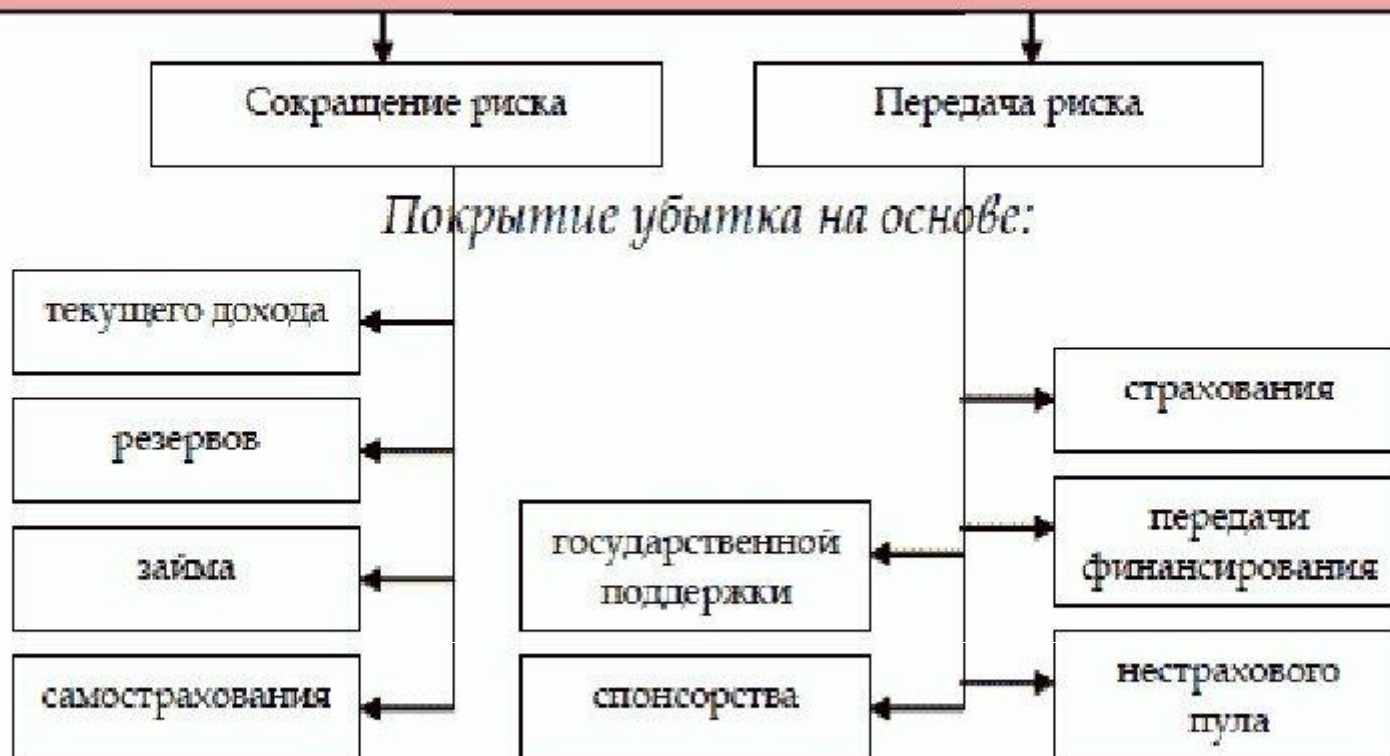 Сокращение риска
Передача риска
Покрытие убытка на основе:
текущего дохода
резервов
займа
самострахования
государственной
поддержки
спонсорства
страхования
передачи
финансирования
нестрахового
пула